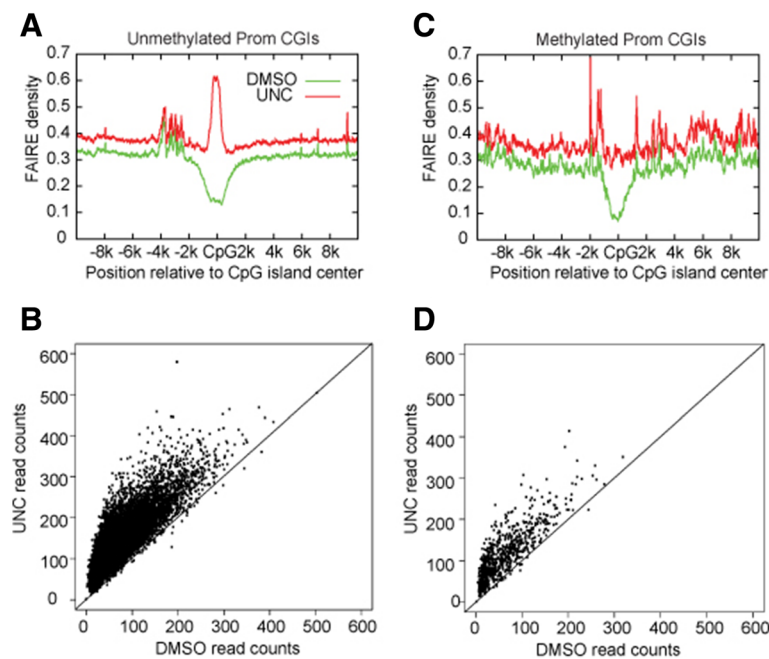 A
Unmethylated Prom CGIs
FAIRE density
0.7
0.6
0.5
0.4
0.3
0.2
0.1
0
DMSO
UNC
-8k -6k -4k -2k CpG2k 4k 6k 8k
Position relative to CpG island center
C
Methylated Prom CGIs
FAIRE density
0.7
0.6
0.5
0.4
0.3
0.2
0.1
0
-8k -6k -4k -2k CpG2k 4k 6k 8k
Position relative to CpG island center
B
UNC read counts
600
500
400
300
200
100
0
0 100 200 300 400 500 600
DMSO read counts
D
UNC read counts
600
500
400
300
200
100
0
0 100 200 300 400 500 600
DMSO read counts